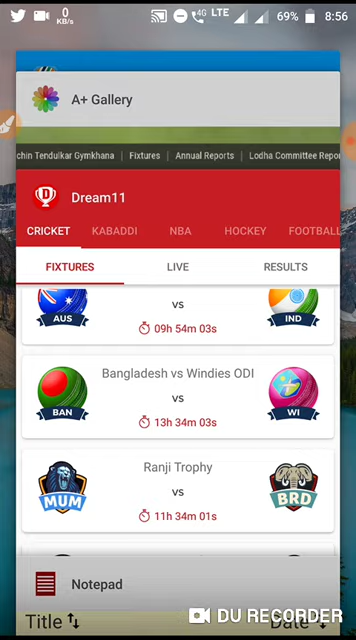 0
KB/S
4G
LTE
69%
8:56
A+ Gallery
chin Tendulkar Gymkhana | Fixtures | Annual Reports | Lodha Committee Repor
D
Dream11
CRICKET KABADDI NBA HOCKEY FOOTBALL
FIXTURES LIVE RESULTS
AUS
vs
IND
09h 54m 03s
Bangladesh vs Windies ODI
BAN
vs
WI
13h 34m 03s
Ranji Trophy
MUM
vs
BRD
11h 34m 01s
Notepad
Title
Date
DU RECORDER